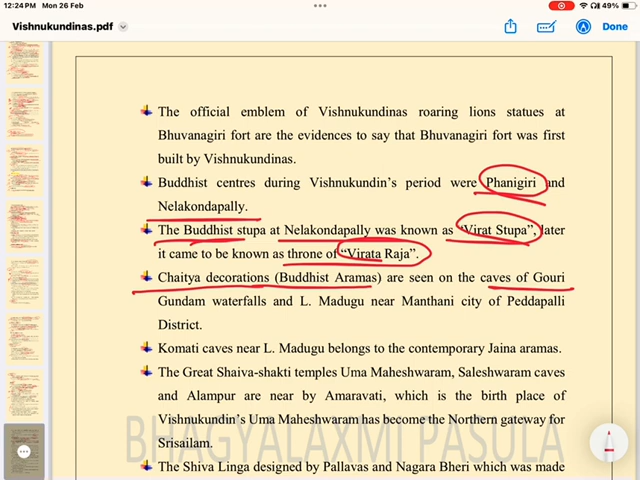 12:24 PM Mon 26 Feb
49%
Vishnukundinas.pdf
Done
The official emblem of Vishnukundinas roaring lions statues at
Bhuvanagiri fort are the evidences to say that Bhuvanagiri fort was first
built by Vishnukundinas.
Buddhist centres during Vishnukundin's period were Phanigiri and
Nelakondapally.
The Buddhist stupa at Nelakondapally was known as "Virat Stupa", later
it came to be known as throne of "Virata Raja".
Chaitya decorations (Buddhist Aramas) are seen on the caves of Gouri
Gundam waterfalls and L. Madugu near Manthani city of Peddapalli
District.
Komati caves near L. Madugu belongs to the contemporary Jaina aramas.
The Great Shaiva-shakti temples Uma Maheshwaram, Saleshwaram caves
and Alampur are near by Amaravati, which is the birth place of
Vishnukundin's Uma Maheshwaram has become the Northern gateway for
Srisailam.
BHAGYALAXMI PASULA
The Shiva Linga designed by Pallavas and Nagara Bheri which was made